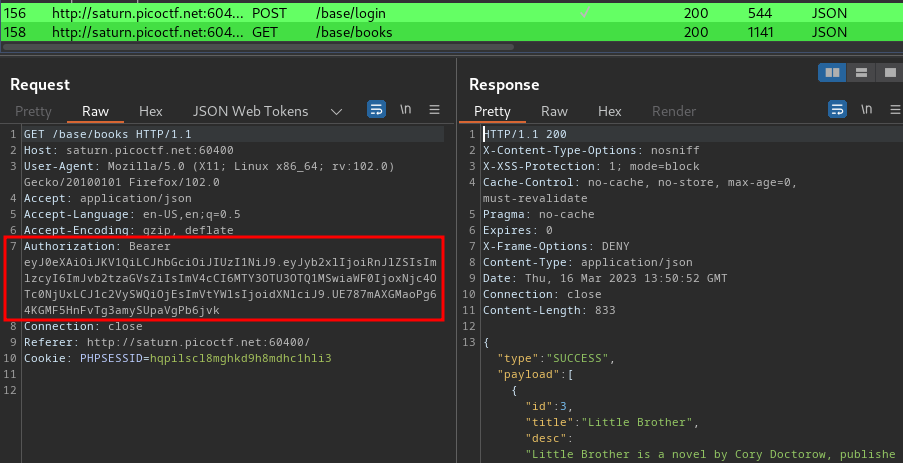 156 http://saturn.picoctf.net:604... POST /base/login 200 544 JSON
158 http://saturn.picoctf.net:604... GET /base/books 200 1141 JSON
Request
Pretty Raw Hex JSON Web Tokens \n
1 GET /base/books HTTP/1.1
2 Host: saturn.picoctf.net:60400
3 User-Agent: Mozilla/5.0 (X11; Linux x86_64; rv:102.0)
Gecko/20100101 Firefox/102.0
4 Accept: application/json
5 Accept-Language: en-US,en;q=0.5
6 Accept-Encoding: gzip, deflate
7 Authorization: Bearer
eyJ0eXAiOiJKV1QiLCJhbGciOiJIUzI1NiJ9.eyJyb2xlIjoiRnJlZSIsIm
lzcyI6ImJvb2tzaGVsZiIsImV4cCI6MTY3OTU3OTQ1MSwiaWF0IjoxNjc4O
Tc0NjUxLCJ1c2VySWQiOjEsImVtYWlsIjoidXNlciJ9.UE787mAXGMaoPg6
4KGMF5HnFvTg3amySUpaVgPb6jvk
8 Connection: close
9 Referer: http://saturn.picoctf.net:60400/
10 Cookie: PHPSESSID=hqpilscl8mghkd9h8mdhc1hli3
11
12
Response
Pretty Raw Hex Render \n
1 HTTP/1.1 200
2 X-Content-Type-Options: nosniff
3 X-XSS-Protection: 1; mode=block
4 Cache-Control: no-cache, no-store, max-age=0,
must-revalidate
5 Pragma: no-cache
6 Expires: 0
7 X-Frame-Options: DENY
8 Content-Type: application/json
9 Date: Thu, 16 Mar 2023 13:50:52 GMT
10 Connection: close
11 Content-Length: 833
12
13 {
"type":"SUCCESS",
"payload":[
{
"id":3,
"title":"Little Brother",
"desc":
"Little Brother is a novel by Cory Doctorow, publishe